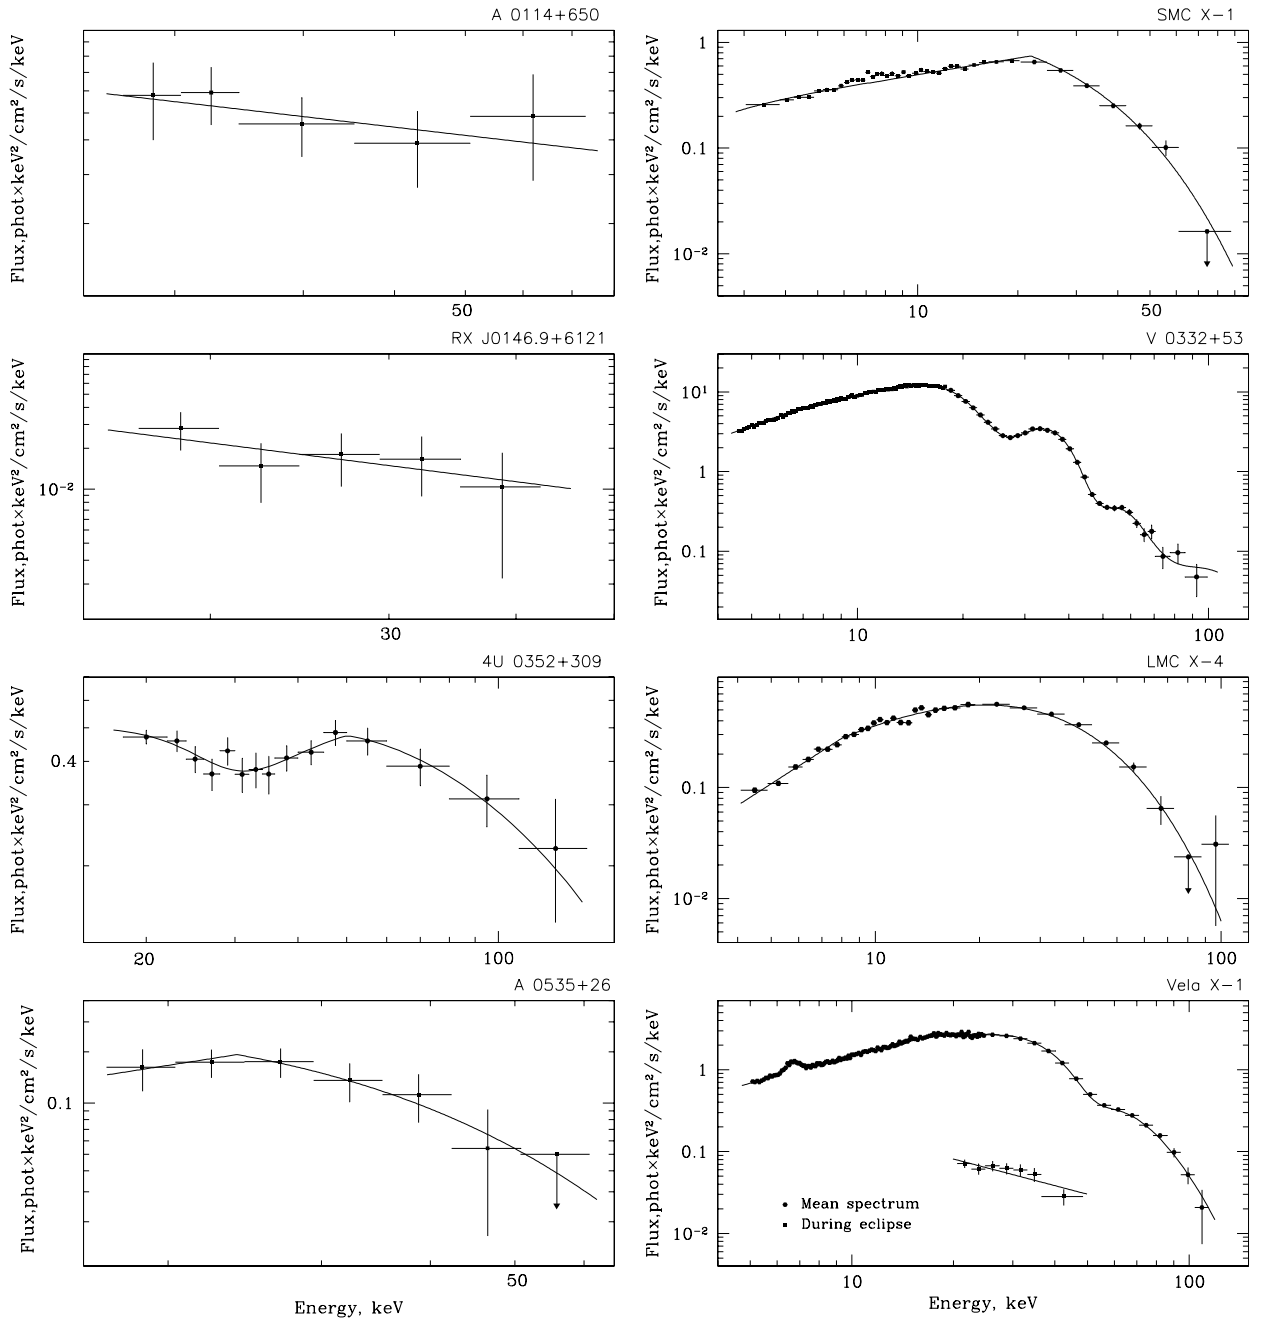 A 0114+650
Flux,phot×keV²/cm²/s/keV
50
SMC X-1
Flux,phot×keV²/cm²/s/keV
1
0.1
10⁻²
10
50
RX J0146.9+6121
Flux,phot×keV²/cm²/s/keV
10⁻²
30
V 0332+53
Flux,phot×keV²/cm²/s/keV
10¹
1
0.1
10
100
4U 0352+309
Flux,phot×keV²/cm²/s/keV
0.4
20
100
LMC X-4
Flux,phot×keV²/cm²/s/keV
0.1
10⁻²
10
100
A 0535+26
Flux,phot×keV²/cm²/s/keV
0.1
50
Energy, keV
Vela X-1
Flux,phot×keV²/cm²/s/keV
1
0.1
10⁻²
Mean spectrum
During eclipse
10
100
Energy, keV